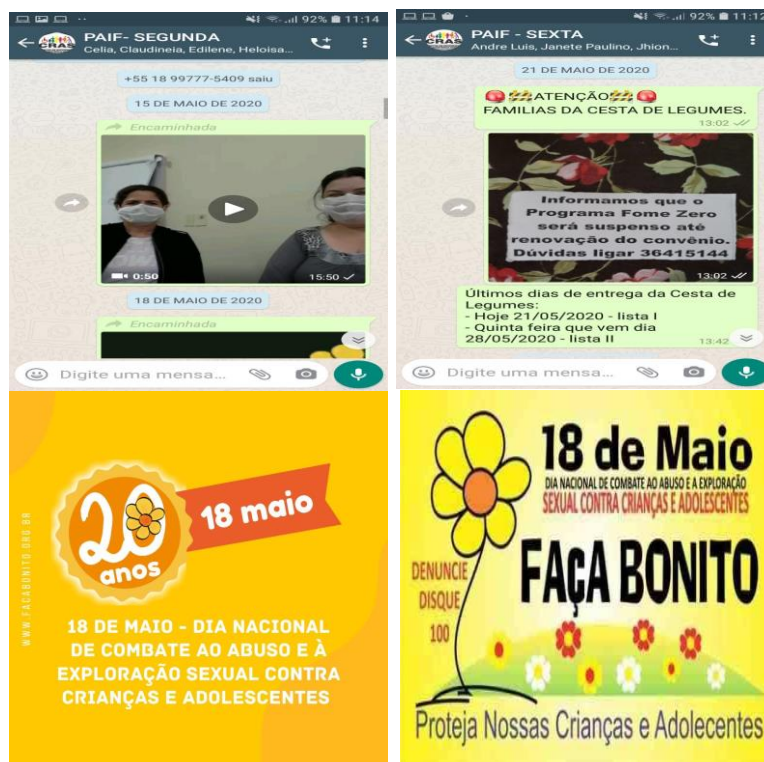 92% 11:14
CRAS
PAIF- SEGUNDA
Celia, Claudineia, Edilene, Heloisa...
+55 18 99777-5409 saiu
15 DE MAIO DE 2020
Encaminhada
0:50
15:50
18 DE MAIO DE 2020
Encaminhada
Digite uma mensa...
92% 11:12
CRAS
PAIF - SEXTA
Andre Luis, Janete Paulino, Jhion...
21 DE MAIO DE 2020
ATENÇÃO
FAMILIAS DA CESTA DE LEGUMES.
13:02
Informamos que o
Programa Fome Zero
será suspenso até
renovação do convênio.
Dúvidas ligar 36415144
13:02
Últimos dias de entrega da Cesta de
Legumes:
- Hoje 21/05/2020 - lista I
- Quinta feira que vem dia
28/05/2020 - lista II
13:42
Digite uma mensa...
WWW.FACABONITO.ORG.BR
20
anos
18 maio
18 DE MAIO - DIA NACIONAL
DE COMBATE AO ABUSO E À
EXPLORAÇÃO SEXUAL CONTRA
CRIANÇAS E ADOLESCENTES
18 de Maio
DIA NACIONAL DE COMBATE AO ABUSO E A EXPLORAÇÃO
SEXUAL CONTRA CRIANÇAS E ADOLESCENTES
FAÇA BONITO
DENUNCIE
DISQUE
100
Proteja Nossas Crianças e Adolecentes